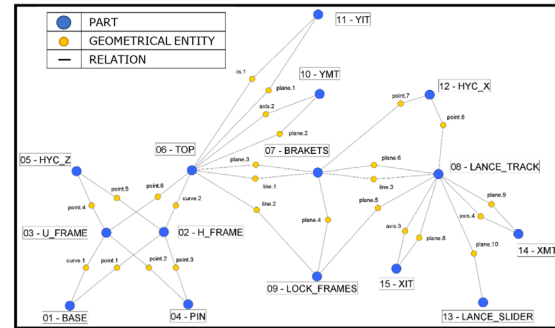 PART
GEOMETRICAL ENTITY
RELATION
11 - YIT
axis.1
plane.1
10 - YMT
axis.2
plane.2
12 - HYC_X
point.7
point.8
06 - TOP
07 - BRAKETS
plane.3
line.1
plane.6
line.3
08 - LANCE_TRACK
05 - HYC_Z
point.5
point.6
point.4
curve.2
line.2
plane.4
plane.5
plane.9
axis.4
axis.3
plane.8
plane.10
03 - U_FRAME
02 - H_FRAME
14 - XMT
curve.1
point.1
point.2
point.3
09 - LOCK_FRAMES
15 - XIT
01 - BASE
04 - PIN
13 - LANCE_SLIDER